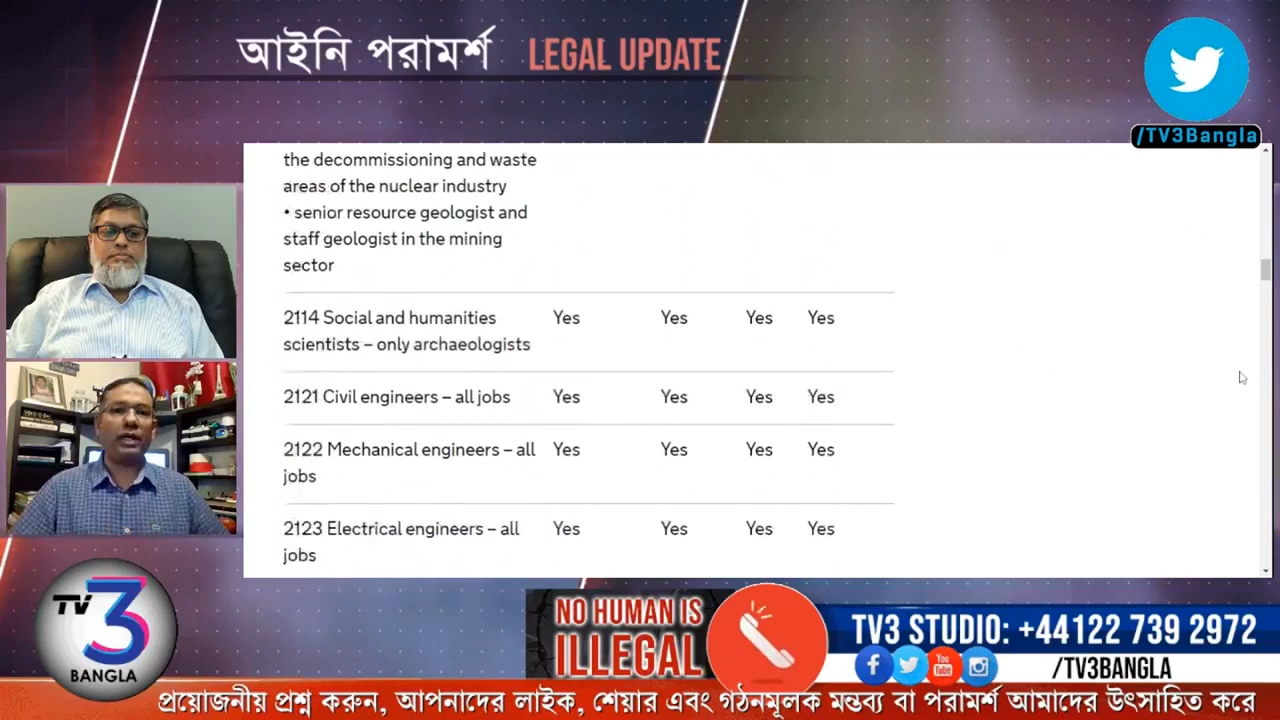 আইনি পরামর্শ LEGAL UPDATE
/TV3Bangla
the decommissioning and waste
areas of the nuclear industry
• senior resource geologist and
staff geologist in the mining
sector
2114 Social and humanities Yes Yes Yes Yes
scientists – only archaeologists
2121 Civil engineers – all jobs Yes Yes Yes Yes
2122 Mechanical engineers – all Yes Yes Yes Yes
jobs
2123 Electrical engineers – all Yes Yes Yes Yes
jobs
TV3
BANGLA
NO HUMAN IS
ILLEGAL
TV3 STUDIO: +44122 739 2972
You
Tube
/TV3BANGLA
প্রয়োজনীয় প্রশ্ন করুন, আপনাদের লাইক, শেয়ার এবং গঠনমূলক মন্তব্য বা পরামর্শ আমাদের উৎসাহিত করে